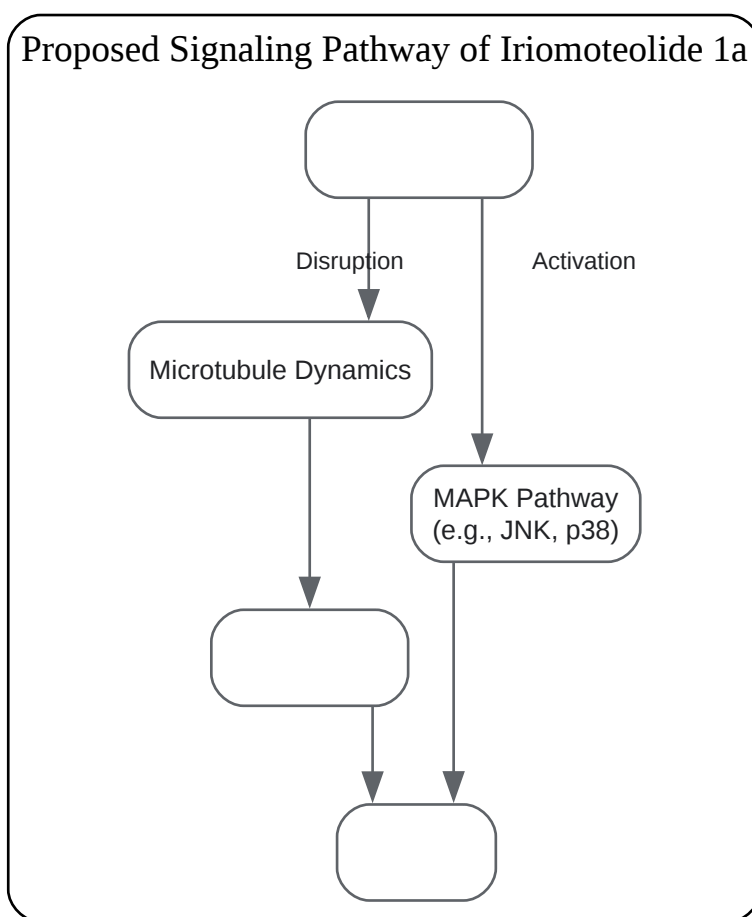 Proposed Signaling Pathway of Iriomoteolide 1a
Disruption
Activation
Microtubule Dynamics
MAPK Pathway
(e.g., JNK, p38)